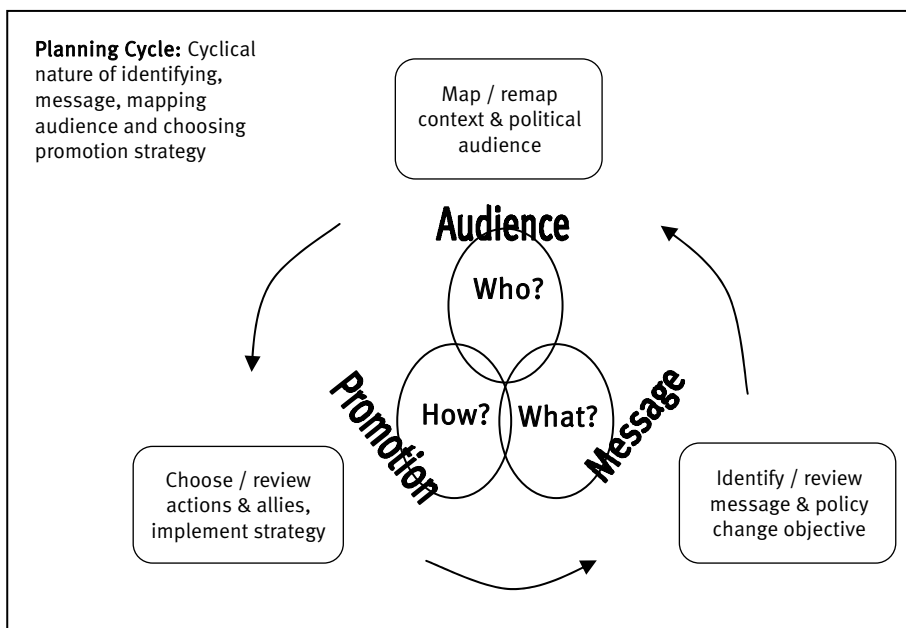 Planning Cycle: Cyclical
nature of identifying,
message, mapping
audience and choosing
promotion strategy
Map / remap
context & political
audience
Audience
Who?
Promotion
How?
What?
Message
Choose / review
actions & allies,
implement strategy
Identify / review
message & policy
change objective